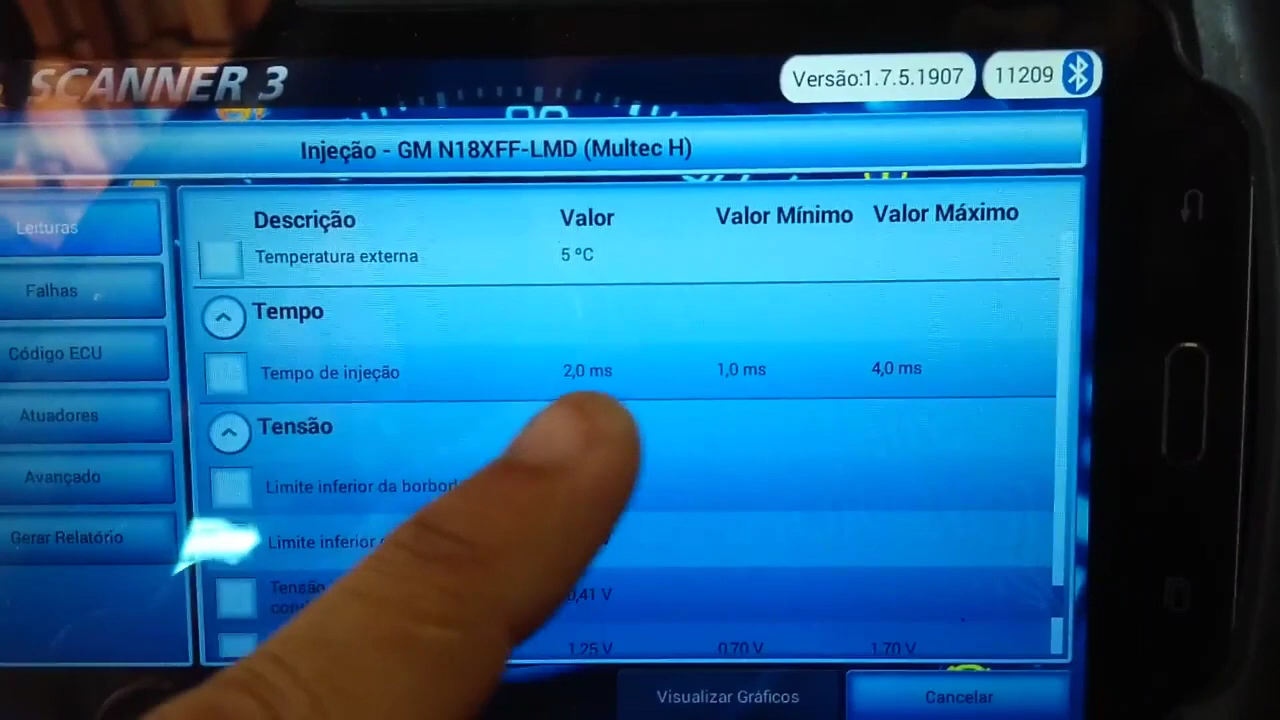 SCANNER 3
Versão:1.7.5.1907
11209
Injeção - GM N18XFF-LMD (Multec H)
Leituras
Falhas
Código ECU
Atuadores
Avançado
Gerar Relatório
Descrição Valor Valor Mínimo Valor Máximo
Temperatura externa 5 ºC
Tempo
Tempo de injeção 2,0 ms 1,0 ms 4,0 ms
Tensão
Limite inferior da
Limite inferior
Tensão
0,41 V
1,25 V 0,70 V 1,70 V
Visualizar Gráficos
Cancelar